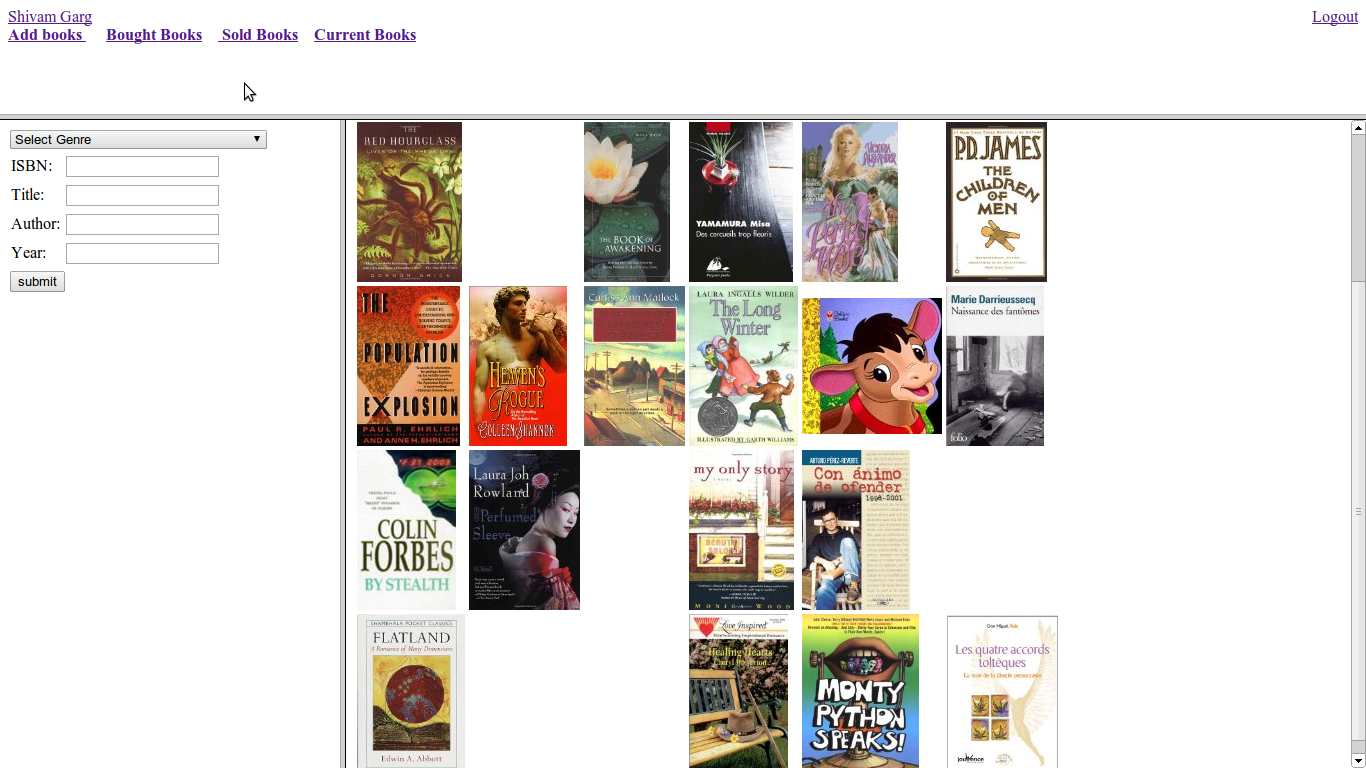 Shivam Garg
Logout
Add books
Bought Books
Sold Books
Current Books
Select Genre
ISBN:
Title:
Author:
Year:
submit
THE
RED HOURGLASS
LIVES OF THE PREDATORS
GORDON GRICE
THE BOOK OF
AWAKENING
YAMAMURA Misa
Des cercueils trop fleuris
VICTORIA
ALEXANDER
The
Perfect
Wife
P.D. JAMES
THE
CHILDREN
OF
MEN
THE
POPULATION
EXPLOSION
PAUL R. EHRLICH
AND ANNE H. EHRLICH
HEAVEN'S
ROGUE
COLLEEN SHANNON
Curtiss Ann Matlock
LAURA INGALLS WILDER
The Long
Winter
ILLUSTRATED BY GARTH WILLIAMS
Marie Darrieussecq
Naissance des fantômes
folio
COLIN
FORBES
BY STEALTH
Laura Joh
Rowland
The
Perfumed
Sleeve
my only story
BEAUTY
MONICA WOOD
ARTURO PÉREZ-REVERTE
Con ánimo
de ofender
1998-2001
SHAMBHALA POCKET CLASSICS
FLATLAND
A Romance of Many Dimensions
Edwin A. Abbott
Love Inspired
Healing Hearts
MONTY
PYTHON
SPEAKS!
Don Miguel Ruiz
Les quatre accords
toltèques
La voie de la liberté personnelle
jouvence